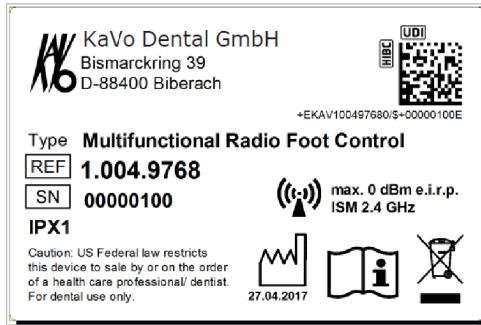 KaVo
KaVo Dental GmbH
Bismarckring 39
D-88400 Biberach
UDI
HIBC
+EKAV100497680/$+00000100E
Type Multifunctional Radio Foot Control
REF 1.004.9768
SN 00000100
max. 0 dBm e.i.r.p.
ISM 2.4 GHz
IPX1
Caution: US Federal law restricts
this device to sale by or on the order
of a health care professional/ dentist.
For dental use only.
27.04.2017